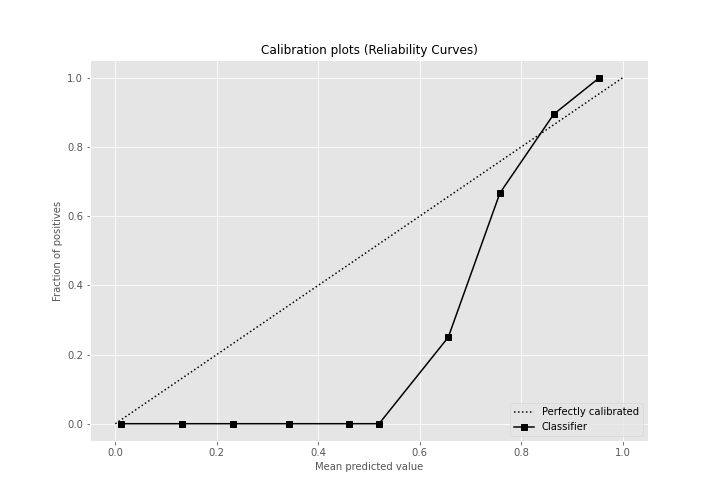 Calibration plots (Reliability Curves)
1.0
0.8
0.6
0.4
0.2
0.0
Fraction of positives
Perfectly calibrated
Classifier
0.0 0.2 0.4 0.6 0.8 1.0
Mean predicted value